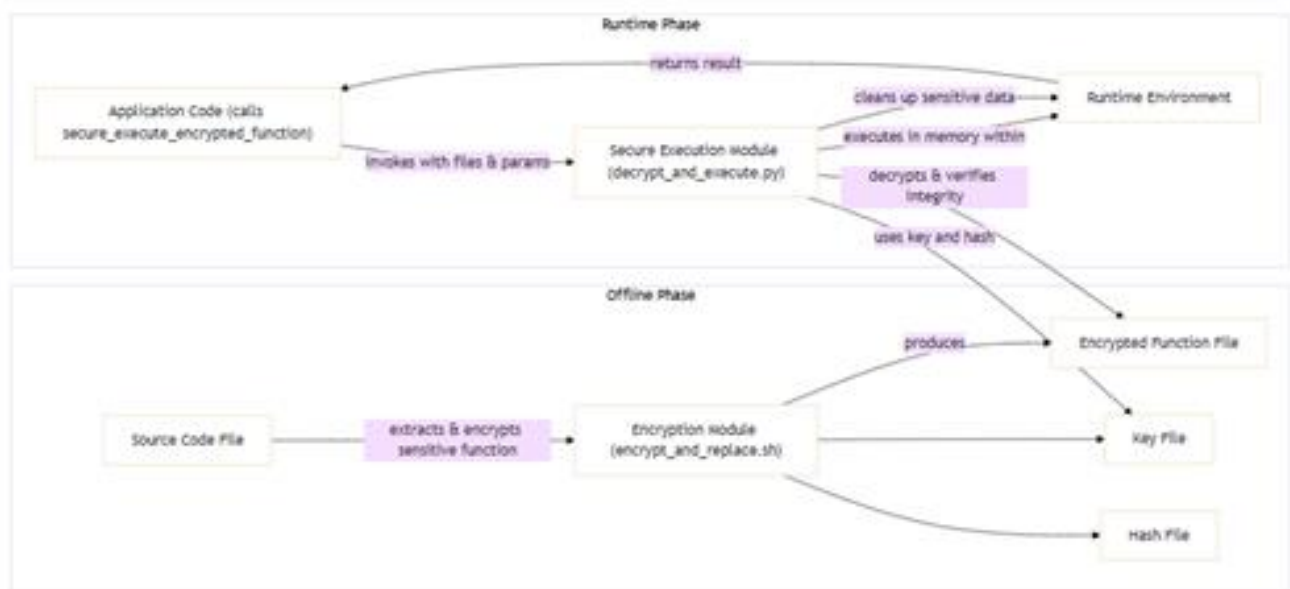 Runtime Phase
returns result
Application Code (calls
secure_execute_encrypted_function)
cleans up sensitive data
Runtime Environment
executes in memory within
invokes with files & params
Secure Execution Module
(decrypt_and_execute.py)
decrypts & verifies
integrity
uses key and hash
Offline Phase
produces
Encrypted Function File
Source Code File
extracts & encrypts
sensitive function
Encryption Module
(encrypt_and_replace.sh)
Key File
Hash File